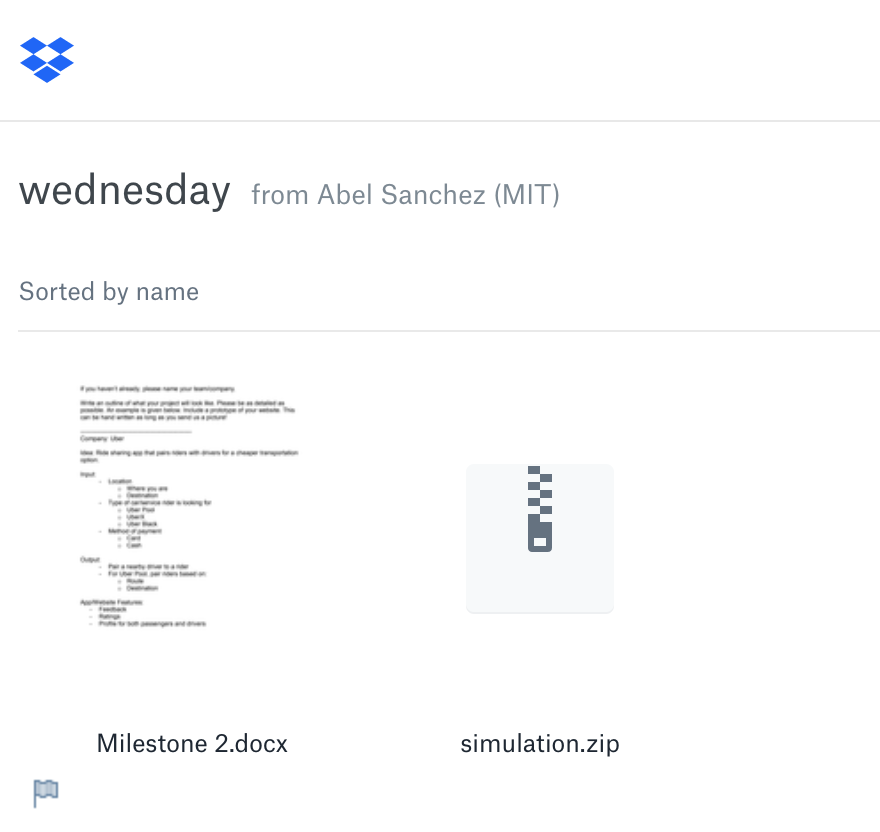 wednesday from Abel Sanchez (MIT)
Sorted by name
If you haven't already, please name your team/company.
Write an outline of what your project will look like. Please be as detailed as
possible. An example is given below. Include a prototype of your website. This
can be hand written as long as you send us a picture!
Company: Uber
Idea: Ride sharing app that pairs riders with drivers for a cheaper transportation
option.
Input:
- Location
o Where you are
o Destination
- Type of car/service rider is looking for
o Uber Pool
o UberX
o Uber Black
- Method of payment
o Card
o Cash
Output:
- Pair a nearby driver to a rider
- For Uber Pool, pair riders based on:
o Route
o Destination
App/Website Features:
- Feedback
- Ratings
- Profile for both passengers and drivers
Milestone 2.docx
simulation.zip